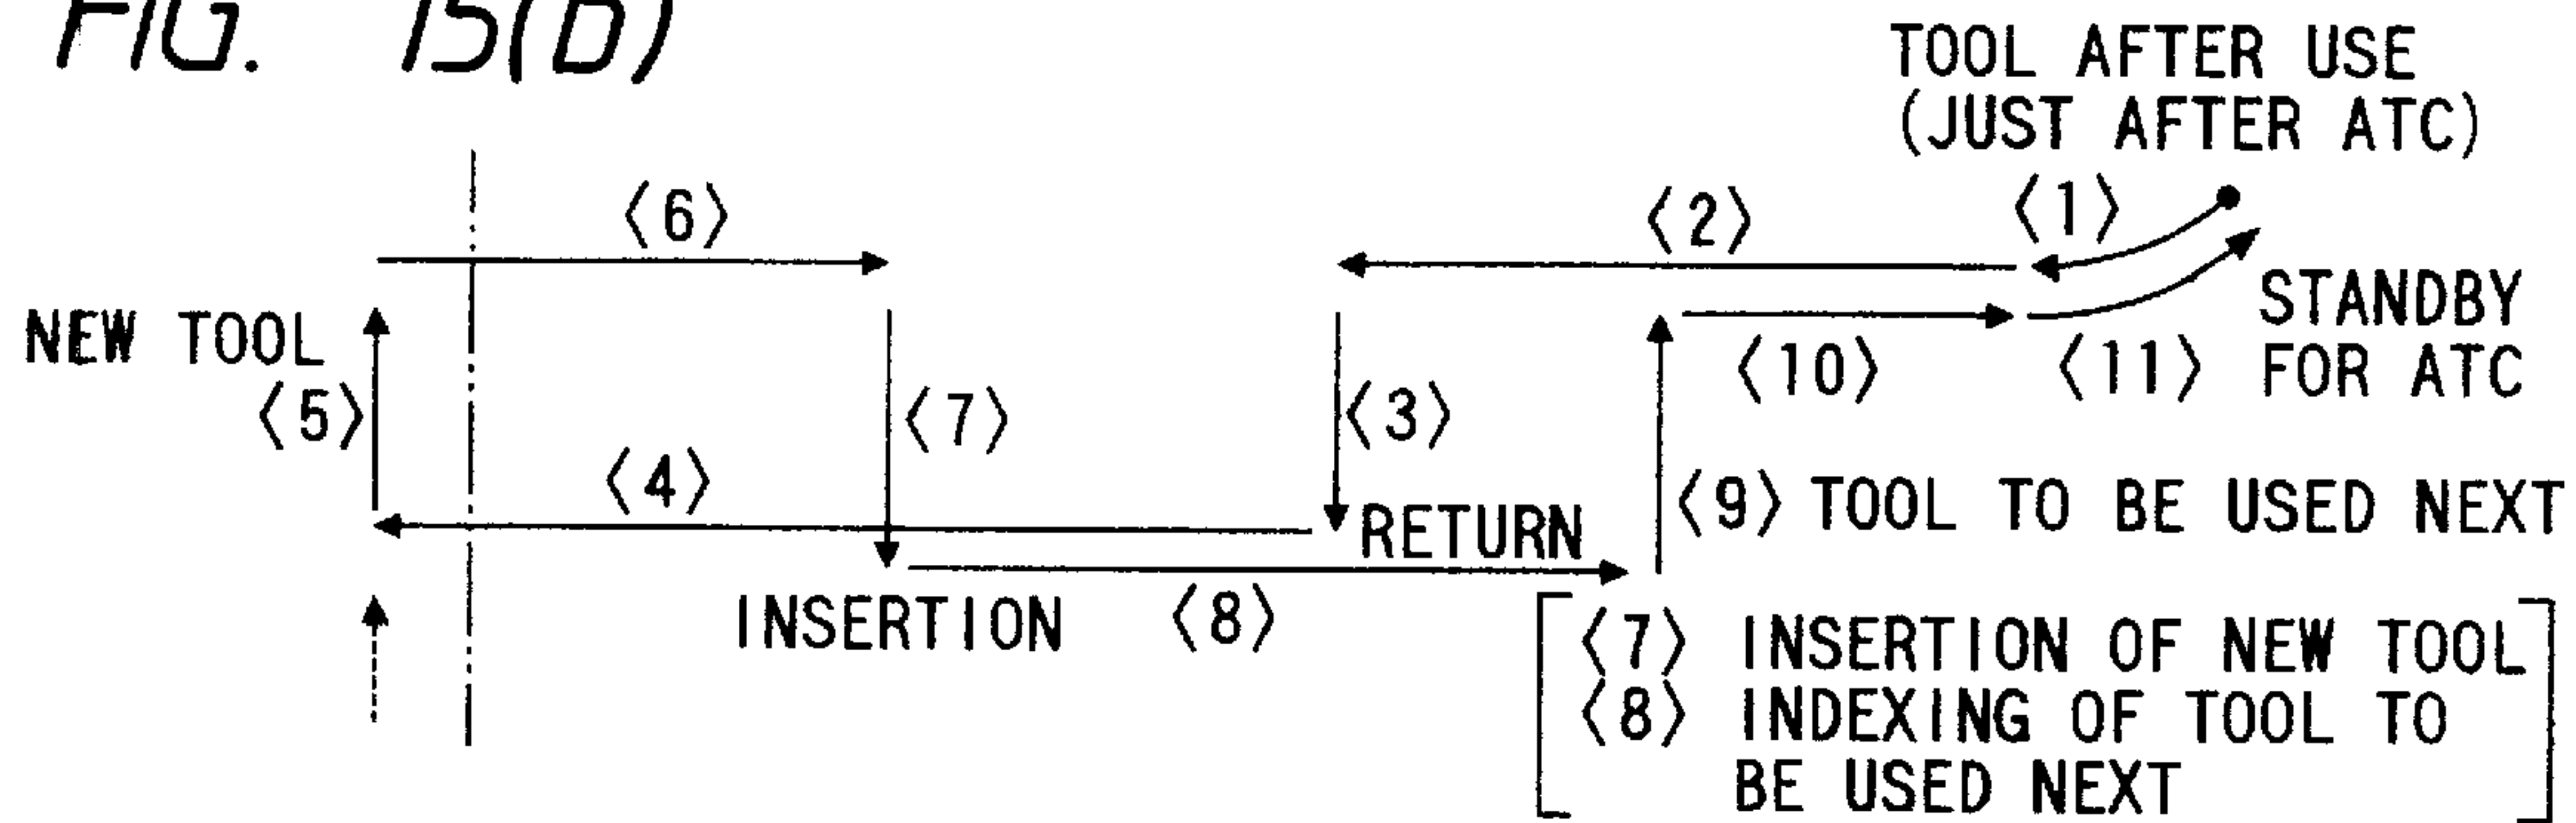 FIG. 15(b)
TOOL AFTER USE
(JUST AFTER ATC)
〈6〉
〈2〉
〈1〉
NEW TOOL
STANDBY
FOR ATC
〈5〉
〈7〉
〈3〉
〈10〉
〈11〉
〈4〉
RETURN
〈9〉 TOOL TO BE USED NEXT
INSERTION
〈8〉
〈7〉 INSERTION OF NEW TOOL
〈8〉 INDEXING OF TOOL TO
BE USED NEXT